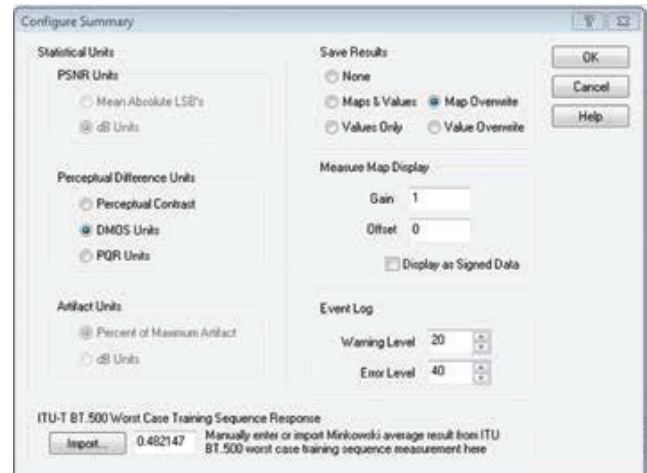 Configure Summary
Statistical Units
PSNR Units
Mean Absolute LSB's
dB Units
Perceptual Difference Units
Perceptual Contrast
DMOS Units
PQR Units
Artifact Units
Percent of Maximum Artifact
dB Units
Save Results
None
Maps & Values Map Overwrite
Values Only Value Overwrite
Measure Map Display
Gain 1
Offset 0
Display as Signed Data
Event Log
Warning Level 20
Error Level 40
OK
Cancel
Help
ITU-T BT.500 Worst Case Training Sequence Response
Import... 0.482147 Manually enter or import Minkowski average result from ITU
BT.500 worst case training sequence measurement here